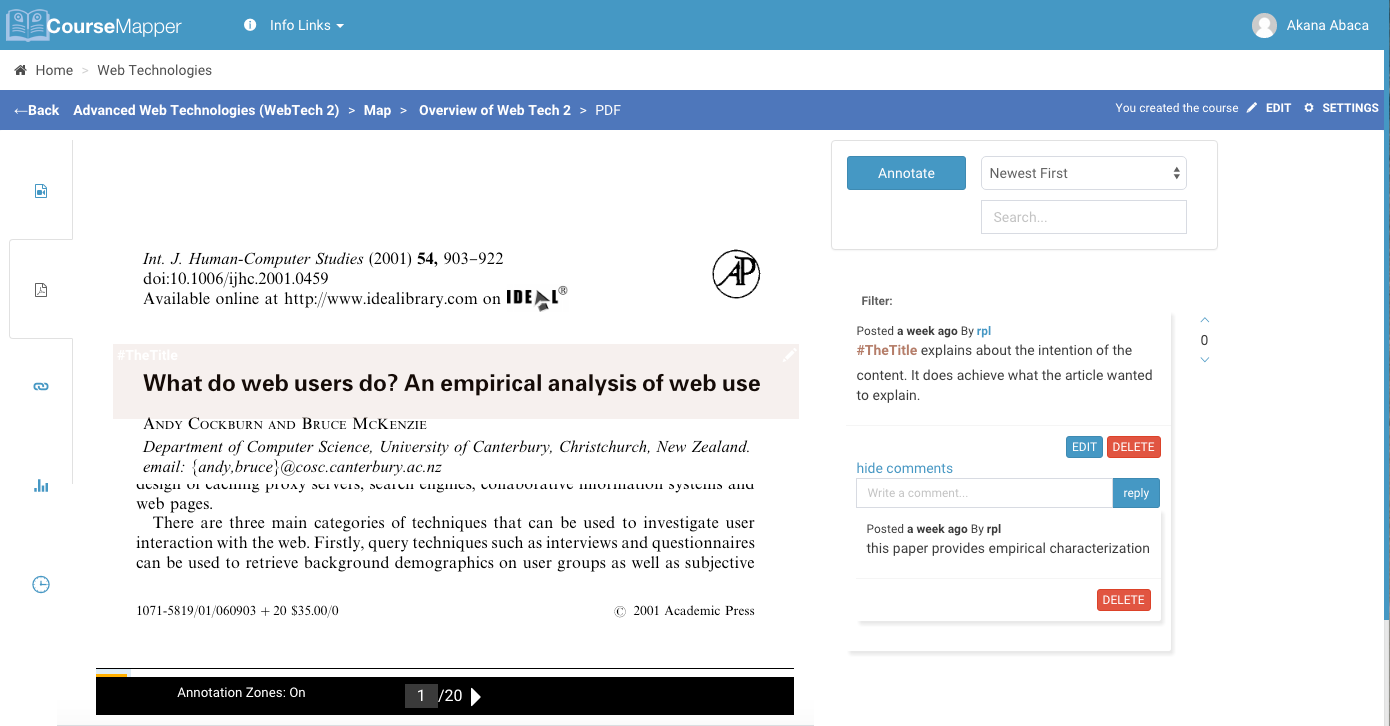 CourseMapper
Info Links
Akana Abaca
Home > Web Technologies
←Back Advanced Web Technologies (WebTech 2) > Map > Overview of Web Tech 2 > PDF
You created the course EDIT SETTINGS
Int. J. Human-Computer Studies (2001) 54, 903–922
doi:10.1006/ijhc.2001.0459
Available online at http://www.idealibrary.com on IDEAL®
AP
#TheTitle
What do web users do? An empirical analysis of web use
ANDY COCKBURN AND BRUCE MCKENZIE
Department of Computer Science, University of Canterbury, Christchurch, New Zealand.
email: {andy,bruce}@cosc.canterbury.ac.nz
design of caching proxy servers, search engines, collaborative information systems and
web pages.
There are three main categories of techniques that can be used to investigate user
interaction with the web. Firstly, query techniques such as interviews and questionnaires
can be used to retrieve background demographics on user groups as well as subjective
1071-5819/01/060903 + 20 $35.00/0
© 2001 Academic Press
Annotation Zones: On
1 /20
Annotate
Newest First
Search...
Filter:
Posted a week ago By rpl
#TheTitle explains about the intention of the
content. It does achieve what the article wanted
to explain.
0
EDIT DELETE
hide comments
Write a comment...
reply
Posted a week ago By rpl
this paper provides empirical characterization
DELETE